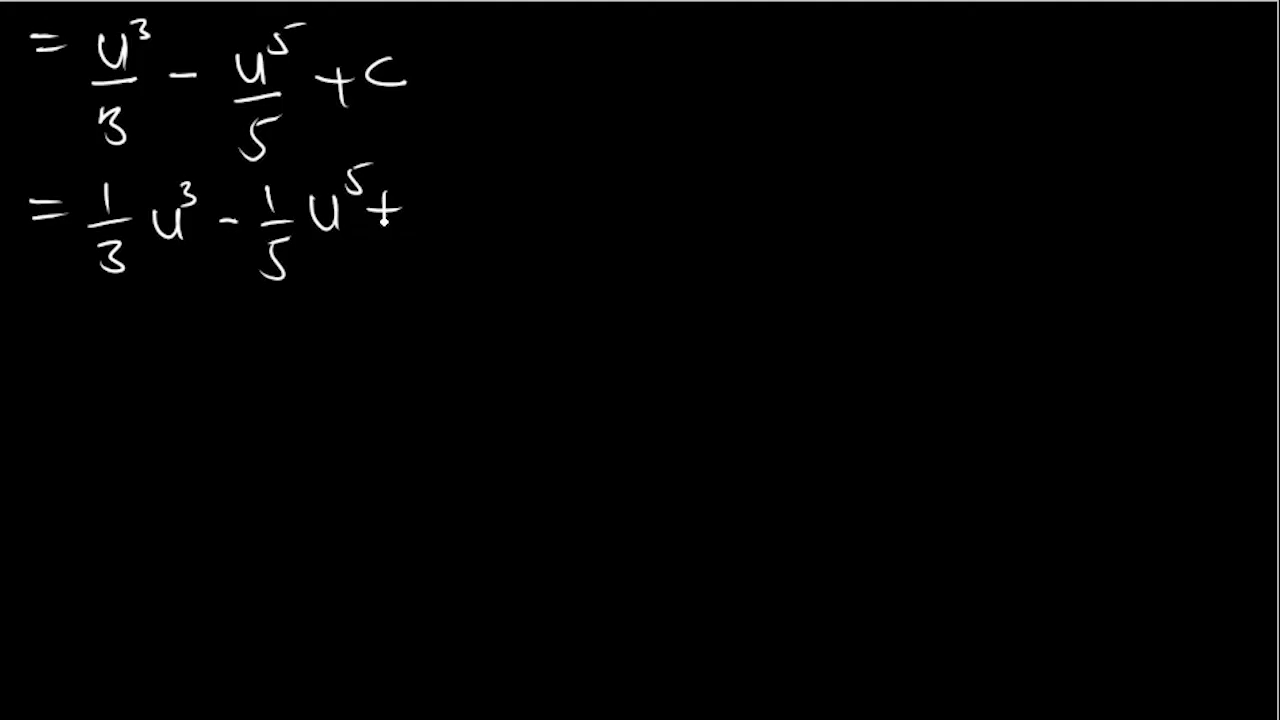 = u³/3 - u⁵/5 + c
= 1/3 u³ - 1/5 u⁵ +